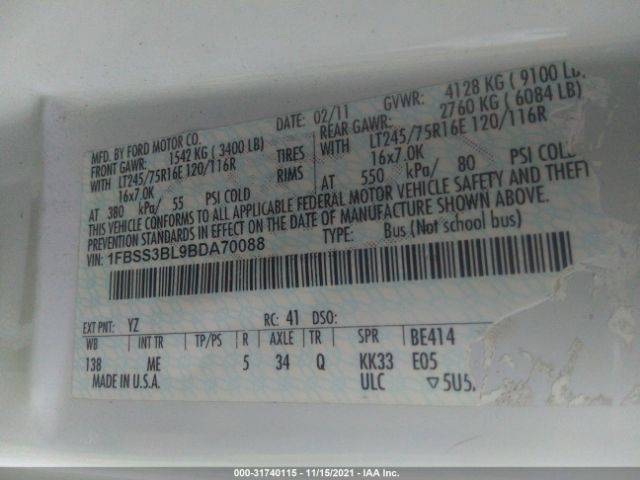 MFD. BY FORD MOTOR CO. DATE: 02/11 GVWR: 4128 KG ( 9100 LB.
FRONT GAWR: 1542 KG ( 3400 LB) REAR GAWR: 2760 KG ( 6084 LB)
WITH LT245/75R16E 120/116R TIRES WITH LT245/75R16E 120/116R
16x7.0K RIMS 16x7.0K
AT 380 kPa/ 55 PSI COLD AT 550 kPa/ 80 PSI COLD
THIS VEHICLE CONFORMS TO ALL APPLICABLE FEDERAL MOTOR VEHICLE SAFETY AND THEFT
PREVENTION STANDARDS IN EFFECT ON THE DATE OF MANUFACTURE SHOWN ABOVE.
VIN: 1FBSS3BL9BDA70088 TYPE: Bus (Not school bus)
EXT PNT: YZ RC: 41 DSO:
WB INT TR TP/PS R AXLE TR SPR BE414
138 ME 5 34 Q KK33 E05
MADE IN U.S.A. ULC ▽5U5.
000-31740115 - 11/15/2021 - IAA Inc.